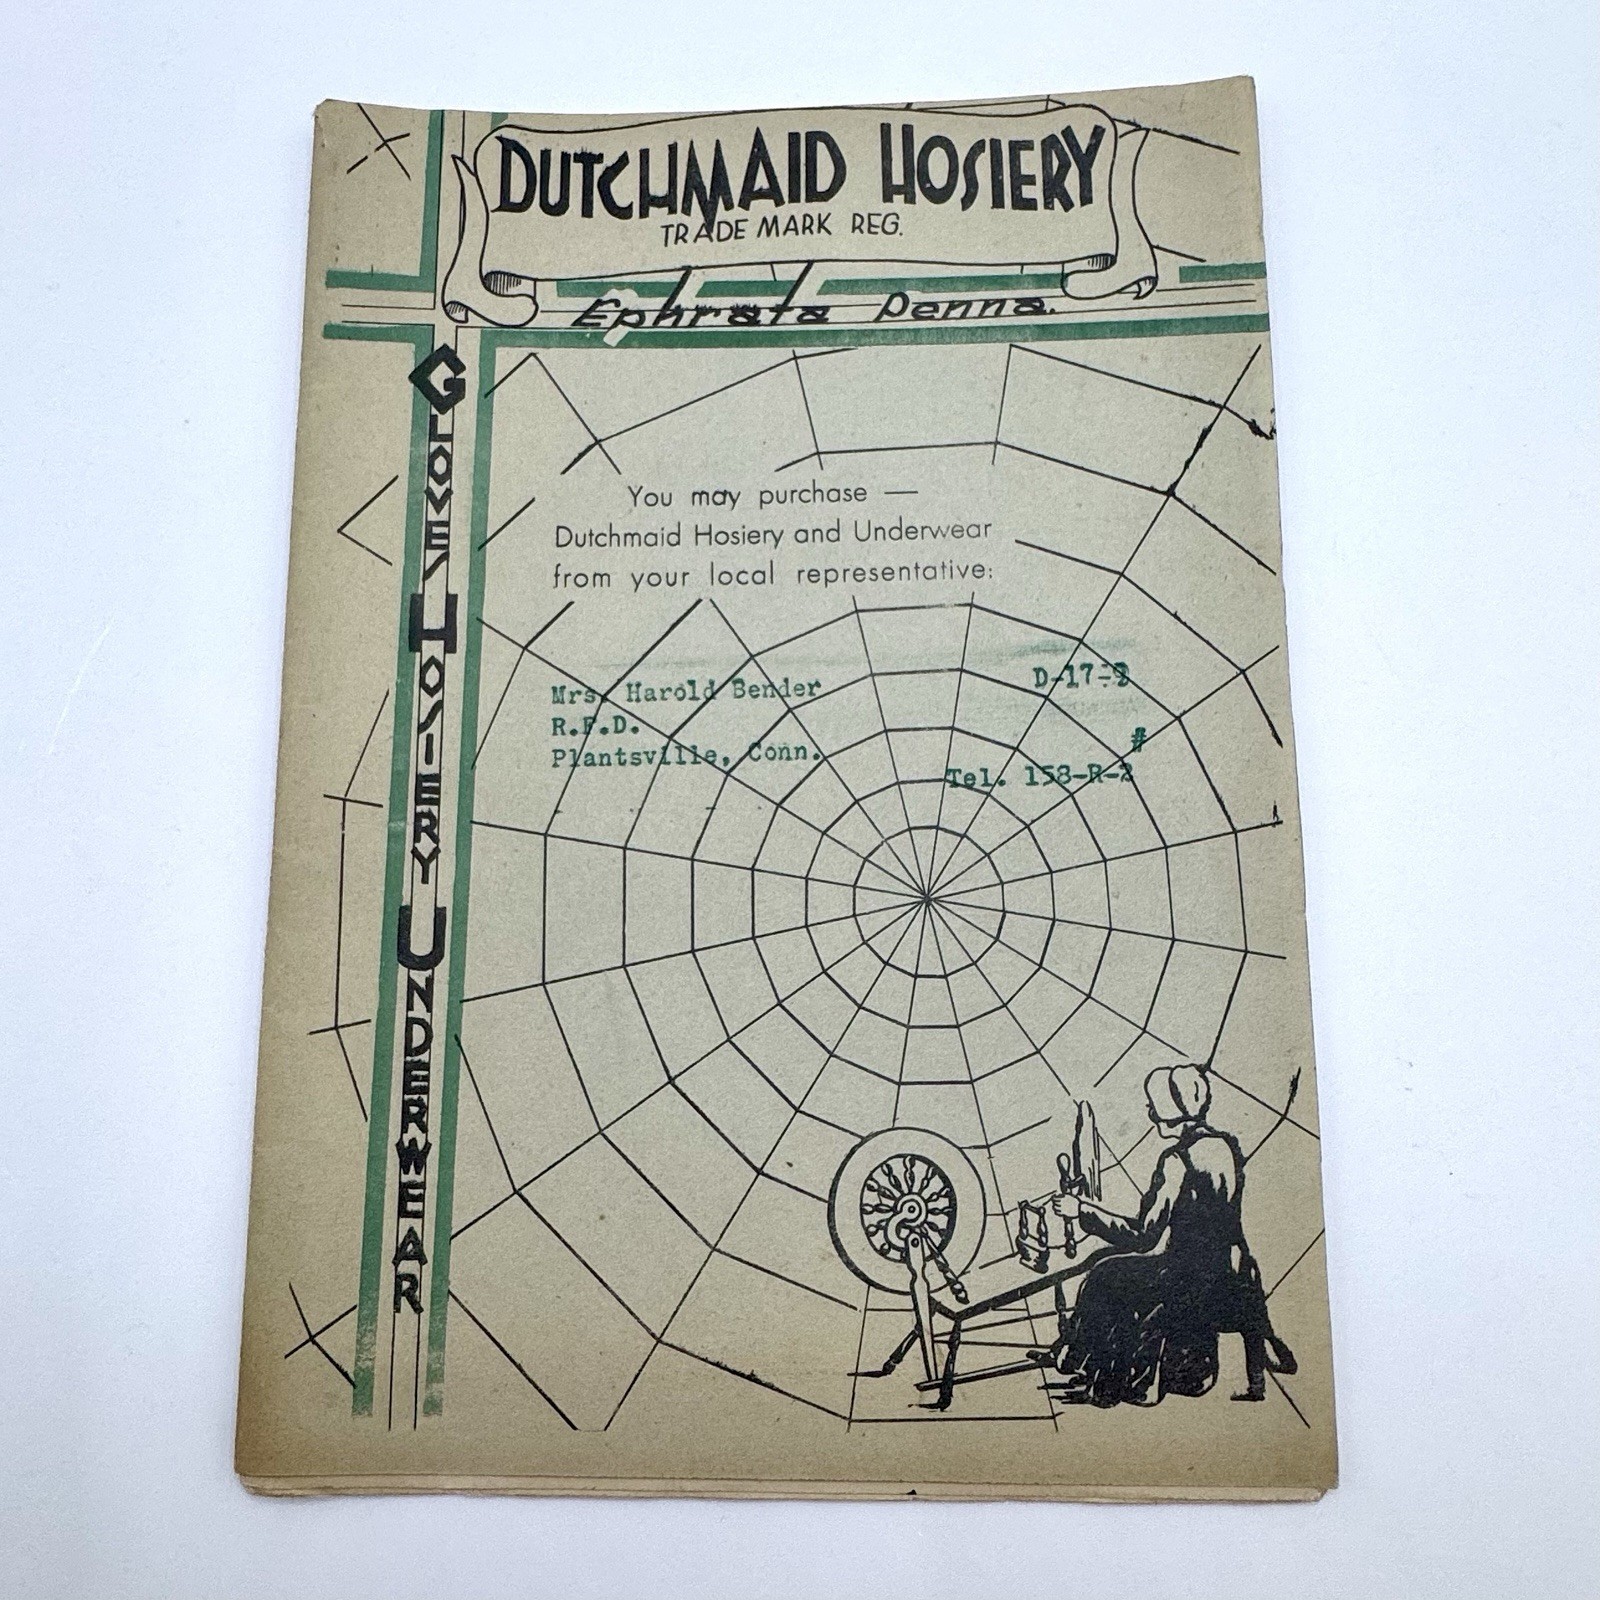 DUTCHMAID HOSIERY
TRADE MARK REG.
Ephrata Penna.
GLOVES HOSIERY UNDERWEAR
You may purchase —
Dutchmaid Hosiery and Underwear
from your local representative:
Mrs. Harold Bender
R.F.D.
Plantsville, Conn.
D-17-
#
Tel. 158-R-2